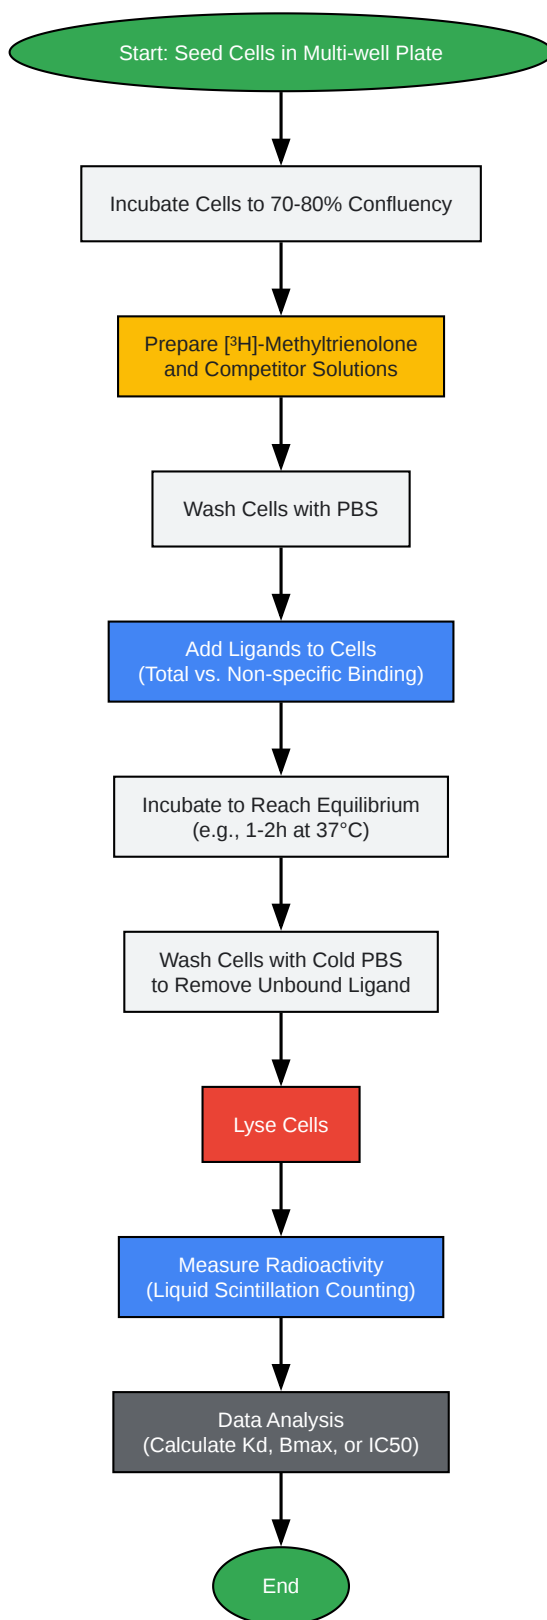 Start: Seed Cells in Multi-well Plate
Incubate Cells to 70-80% Confluency
Prepare [³H]-Methyltrienolone
and Competitor Solutions
Wash Cells with PBS
Add Ligands to Cells
(Total vs. Non-specific Binding)
Incubate to Reach Equilibrium
(e.g., 1-2h at 37°C)
Wash Cells with Cold PBS
to Remove Unbound Ligand
Lyse Cells
Measure Radioactivity
(Liquid Scintillation Counting)
Data Analysis
(Calculate Kd, Bmax, or IC50)
End